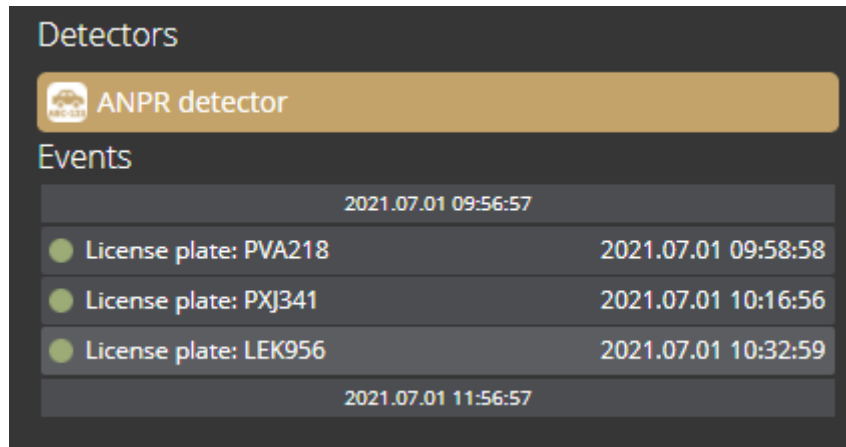 Detectors
ANPR detector
Events
2021.07.01 09:56:57
License plate: PVA218 2021.07.01 09:58:58
License plate: PXJ341 2021.07.01 10:16:56
License plate: LEK956 2021.07.01 10:32:59
2021.07.01 11:56:57